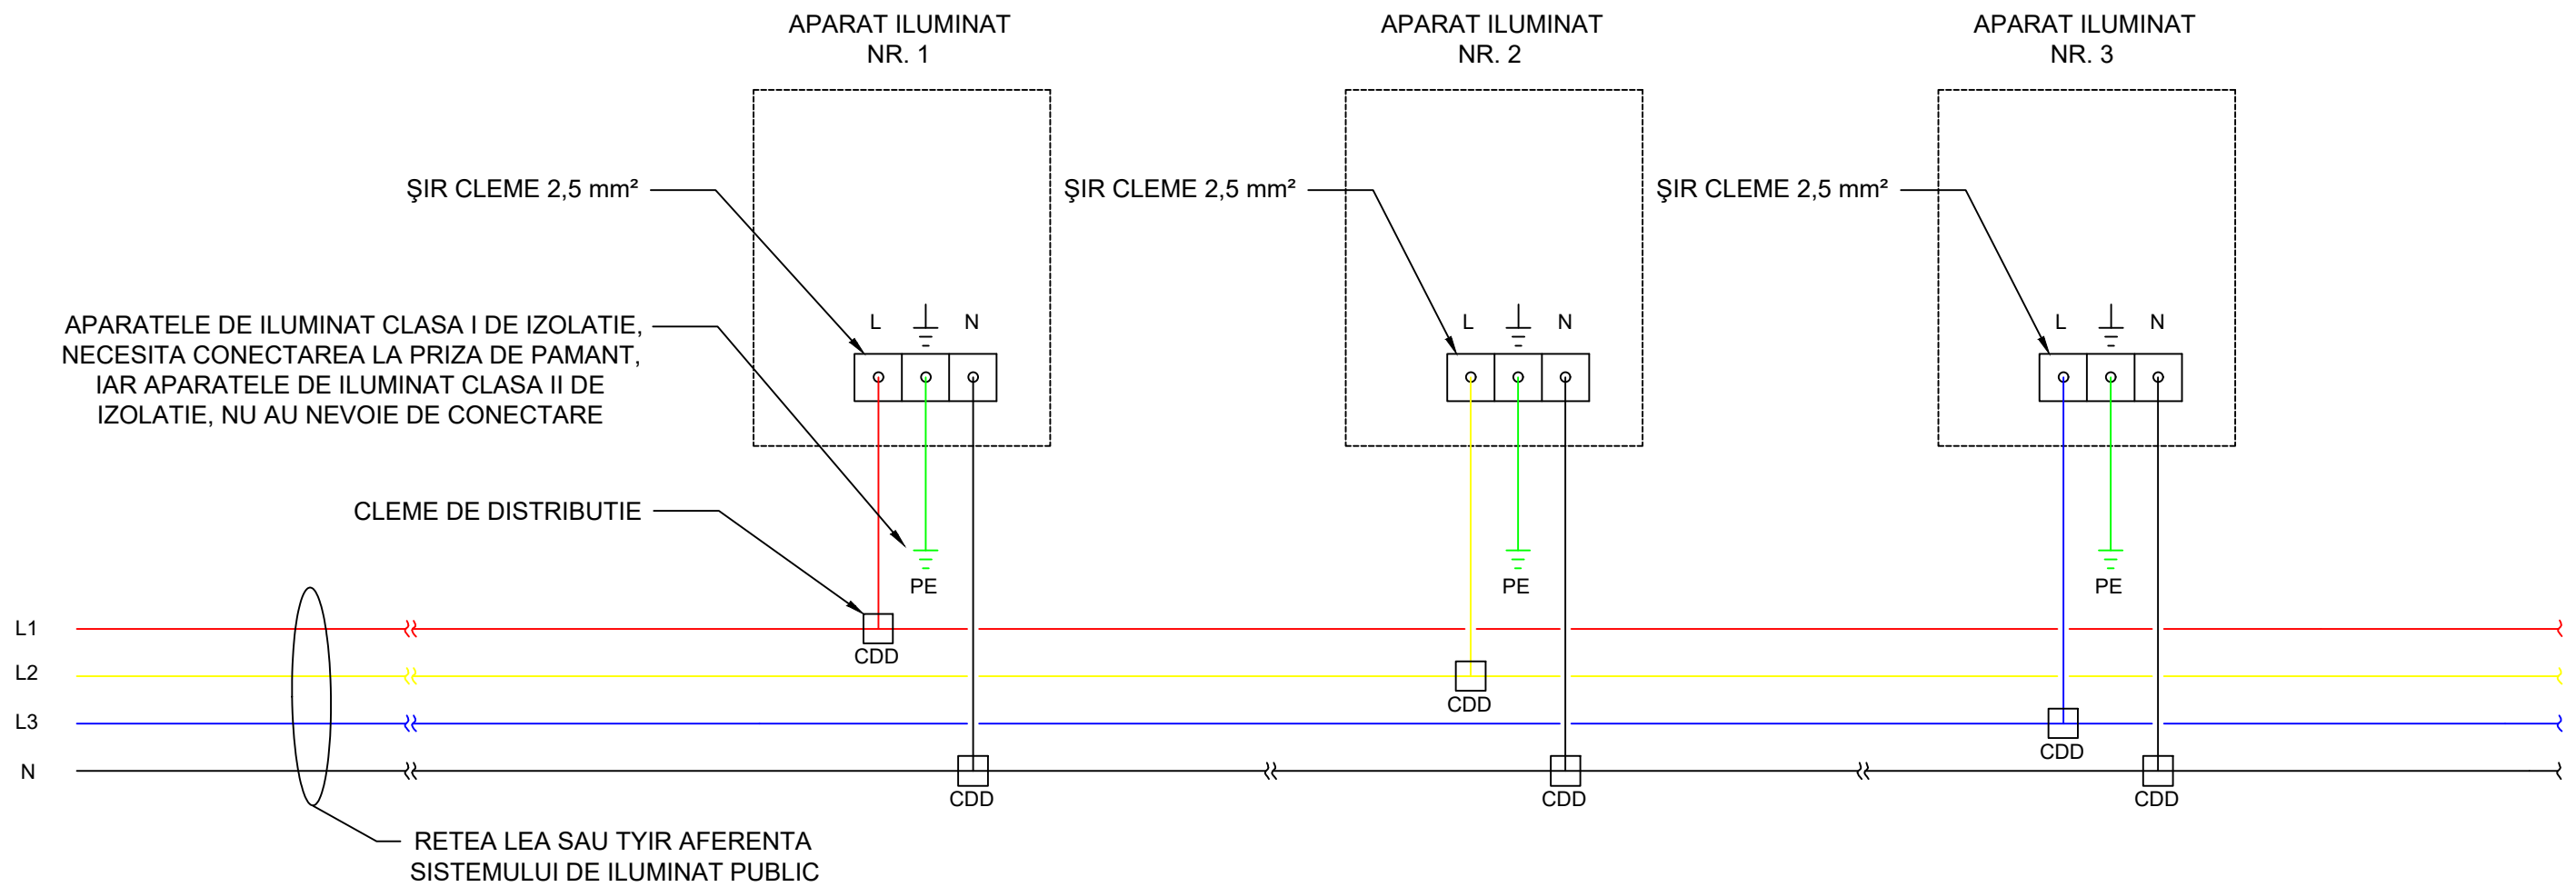 APARAT ILUMINAT
NR. 1
APARAT ILUMINAT
NR. 2
APARAT ILUMINAT
NR. 3
ŞIR CLEME 2,5 mm²
ŞIR CLEME 2,5 mm²
ŞIR CLEME 2,5 mm²
L N
L N
L N
APARATELE DE ILUMINAT CLASA I DE IZOLATIE,
NECESITA CONECTAREA LA PRIZA DE PAMANT,
IAR APARATELE DE ILUMINAT CLASA II DE
IZOLATIE, NU AU NEVOIE DE CONECTARE
CLEME DE DISTRIBUTIE
PE
PE
PE
L1
CDD
L2
CDD
L3
CDD
N
CDD
CDD
CDD
RETEA LEA SAU TYIR AFERENTA
SISTEMULUI DE ILUMINAT PUBLIC